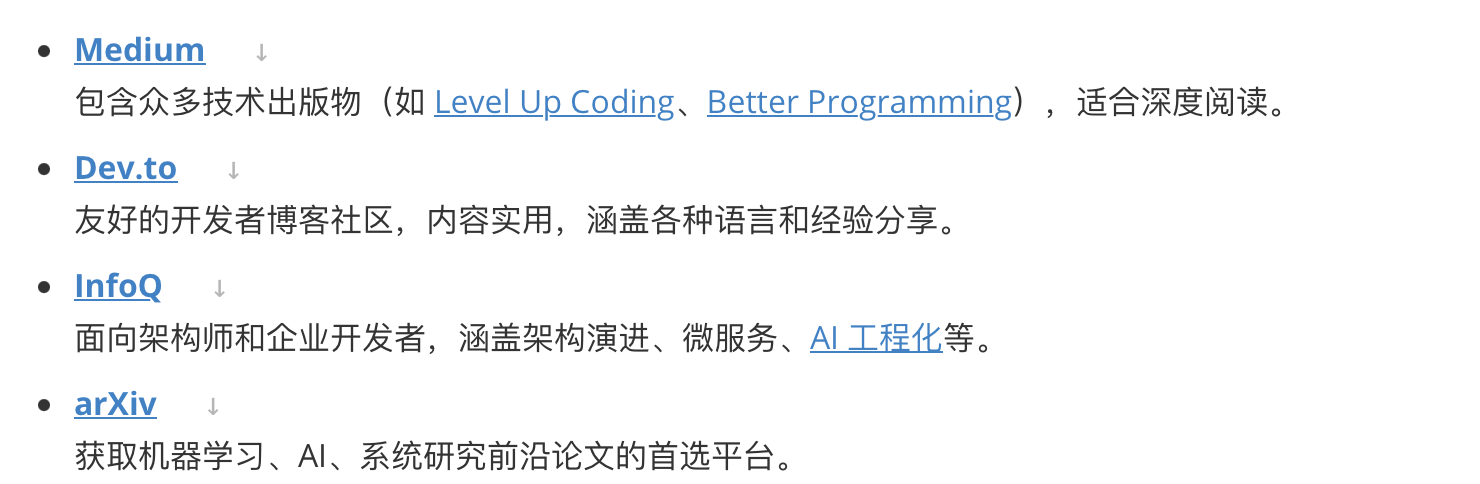 • Medium ↓
包含众多技术出版物（如 Level Up Coding、Better Programming），适合深度阅读。
• Dev.to ↓
友好的开发者博客社区，内容实用，涵盖各种语言和经验分享。
• InfoQ ↓
面向架构师和企业开发者，涵盖架构演进、微服务、AI 工程化等。
• arXiv ↓
获取机器学习、AI、系统研究前沿论文的首选平台。